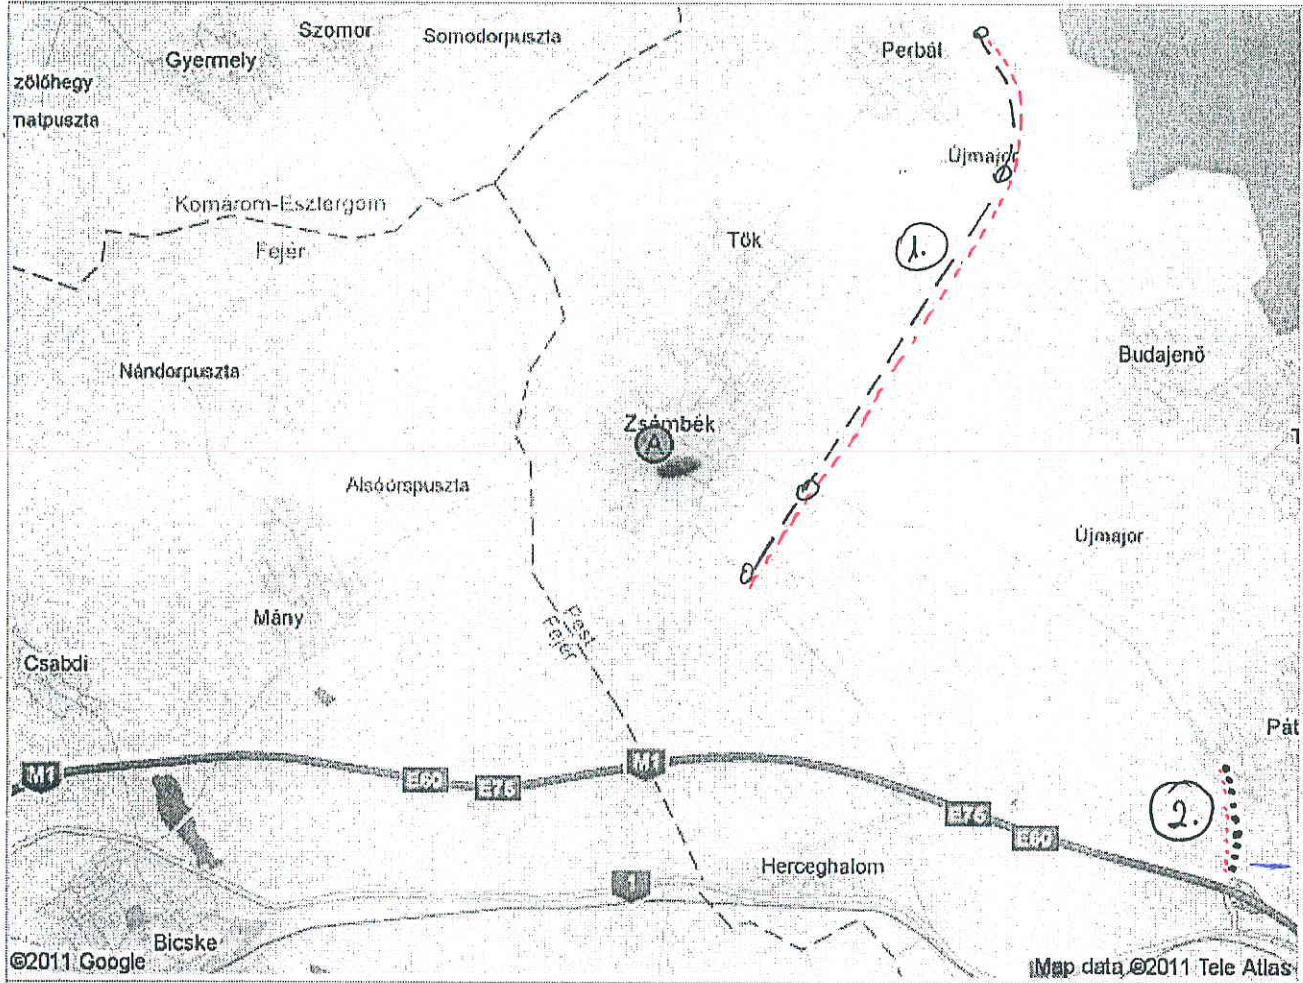 Szomor
Somodorpuszta
Gyermely
Perbál
zölőhegy
natpuszta
Újmajor
Komárom-Esztergom
Fejér
Tök
1.
Nándorpuszta
Budajenő
Zsámbék
A
T
Alsóörspuszta
Újmajor
Mány
Pest
Fejér
Csabdi
Pát
M1
E60
E75
M1
E75
E60
2.
Herceghalom
1
Bicske
©2011 Google
Map data ©2011 Tele Atlas